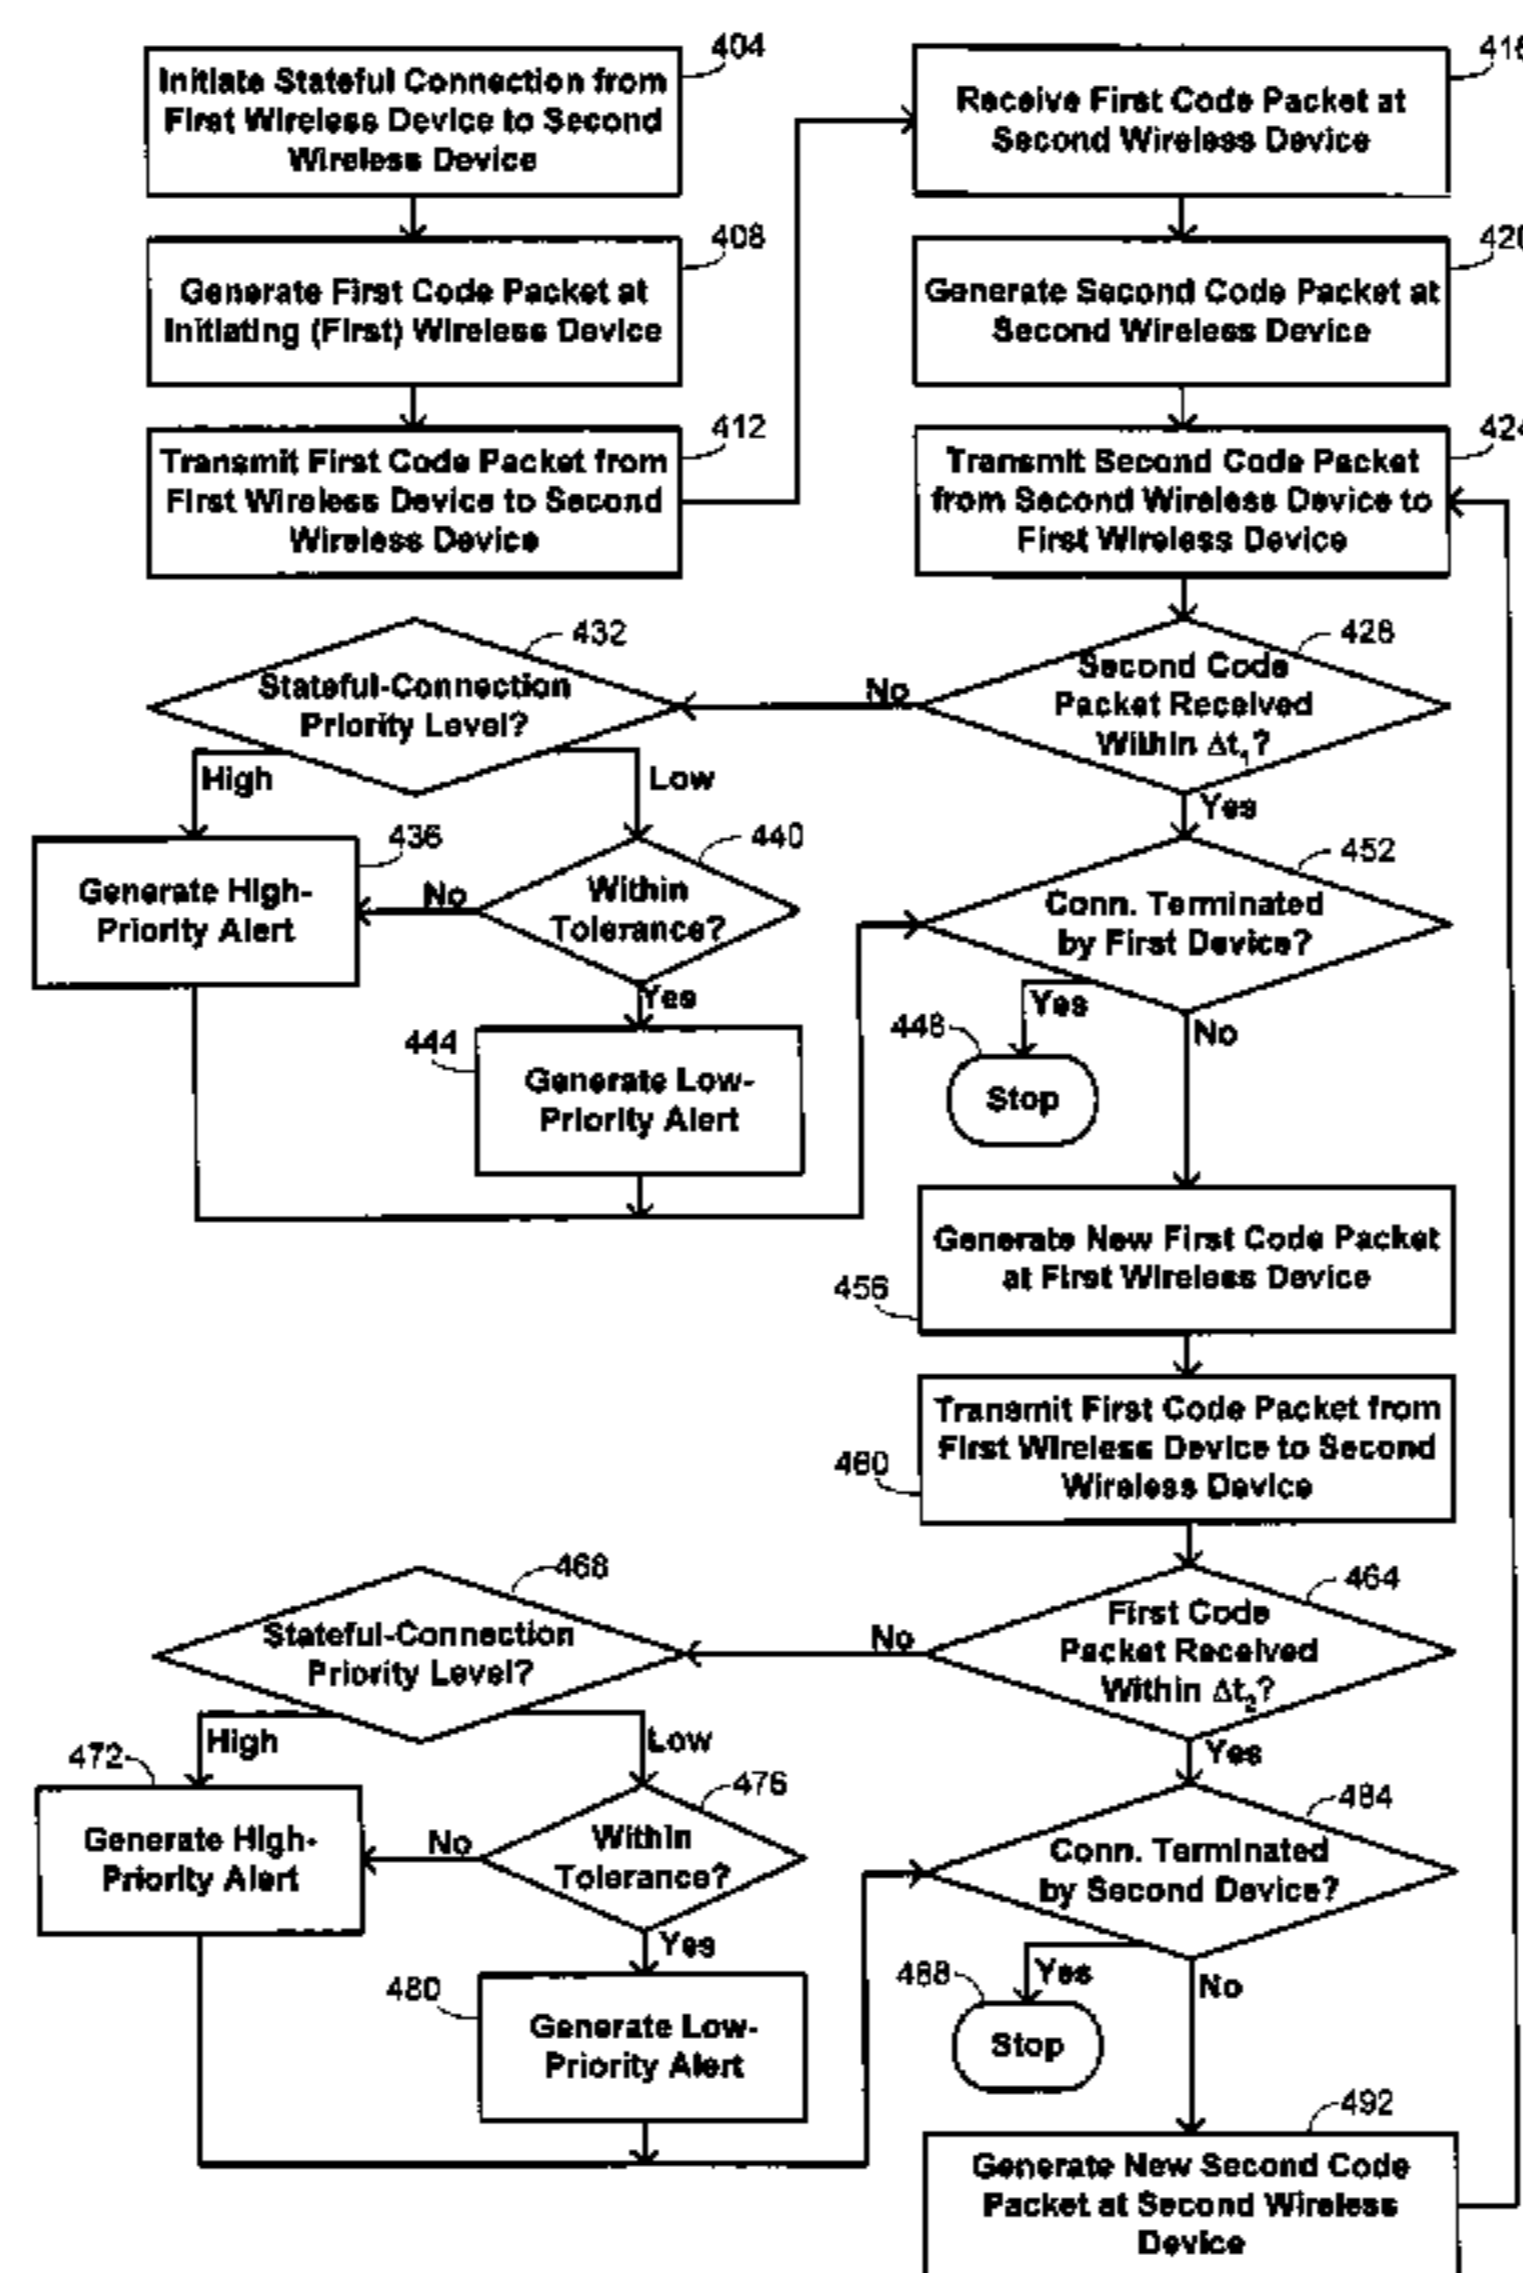 404
Initiate Stateful Connection from
First Wireless Device to Second
Wireless Device
408
Generate First Code Packet at
Initiating (First) Wireless Device
412
Transmit First Code Packet from
First Wireless Device to Second
Wireless Device
416
Receive First Code Packet at
Second Wireless Device
420
Generate Second Code Packet at
Second Wireless Device
424
Transmit Second Code Packet
from Second Wireless Device to
First Wireless Device
428
Second Code
Packet Received
Within Δt₁?
No
Yes
432
Stateful-Connection
Priority Level?
High
Low
436
Generate High-
Priority Alert
440
Within
Tolerance?
No
Yes
444
Generate Low-
Priority Alert
452
Conn. Terminated
by First Device?
Yes
No
448
Stop
Generate New First Code Packet
at First Wireless Device
456
Transmit First Code Packet from
First Wireless Device to Second
Wireless Device
460
464
First Code
Packet Received
Within Δt₂?
No
Yes
468
Stateful-Connection
Priority Level?
High
Low
472
Generate High-
Priority Alert
476
Within
Tolerance?
No
Yes
480
Generate Low-
Priority Alert
484
Conn. Terminated
by Second Device?
Yes
No
488
Stop
492
Generate New Second Code
Packet at Second Wireless
Device